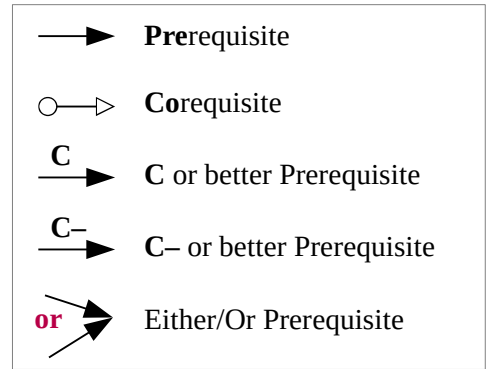 Prerequisite
Corequisite
C
C or better Prerequisite
C–
C– or better Prerequisite
or Either/Or Prerequisite